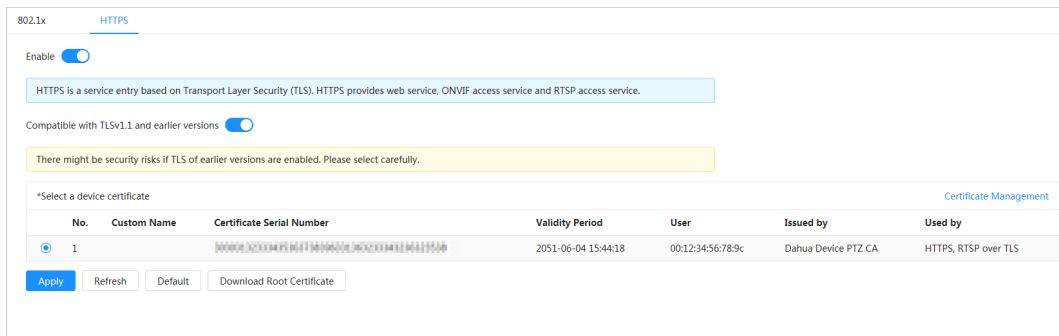 802.1x HTTPS
Enable
HTTPS is a service entry based on Transport Layer Security (TLS). HTTPS provides web service, ONVIF access service and RTSP access service.
Compatible with TLSv1.1 and earlier versions
There might be security risks if TLS of earlier versions are enabled. Please select carefully.
*Select a device certificate Certificate Management
No. Custom Name Certificate Serial Number Validity Period User Issued by Used by
1 2051-06-04 15:44:18 00:12:34:56:78:9c Dahua Device PTZ CA HTTPS, RTSP over TLS
Apply Refresh Default Download Root Certificate